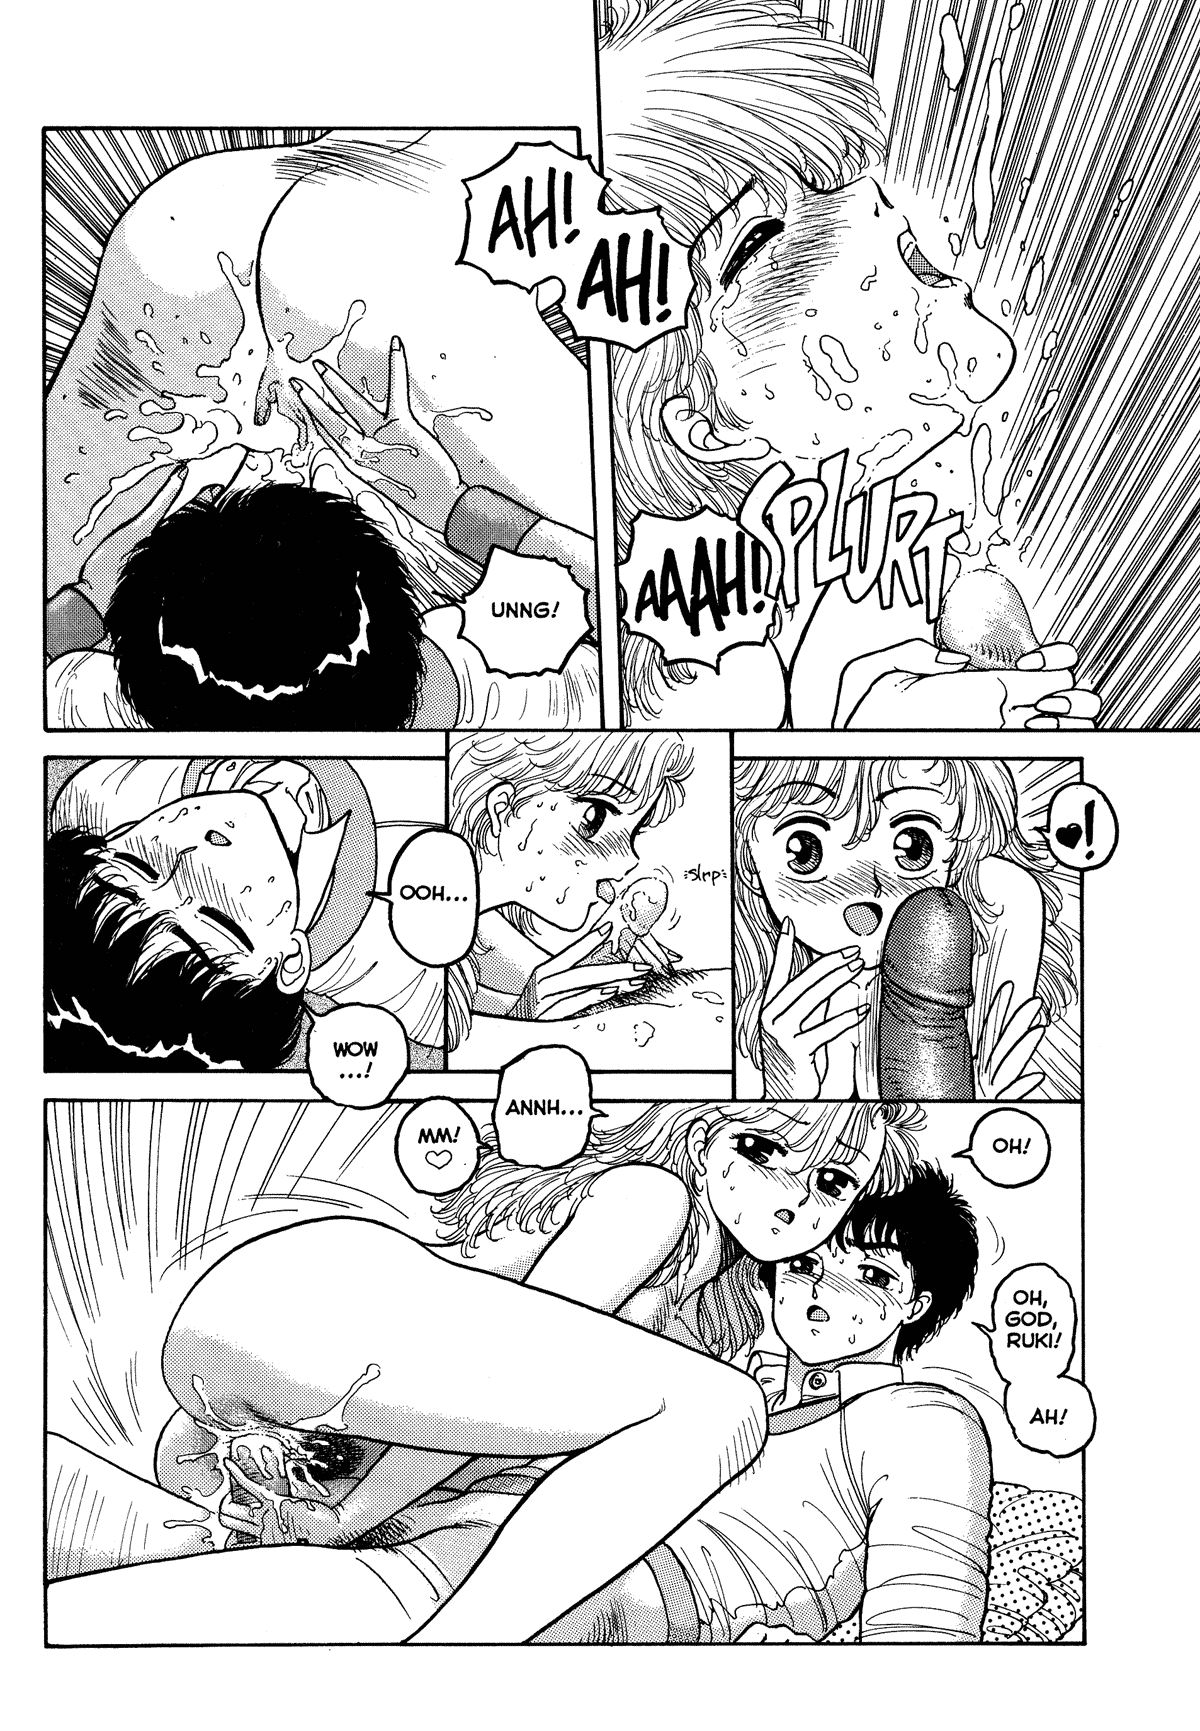 AH!
AH!
SPLURT
AAAH!
UNNG!
OOH...
WOW
...!
slrp
!
ANNH...
MM!
♡
OH!
OH,
GOD,
RUKI!
AH!